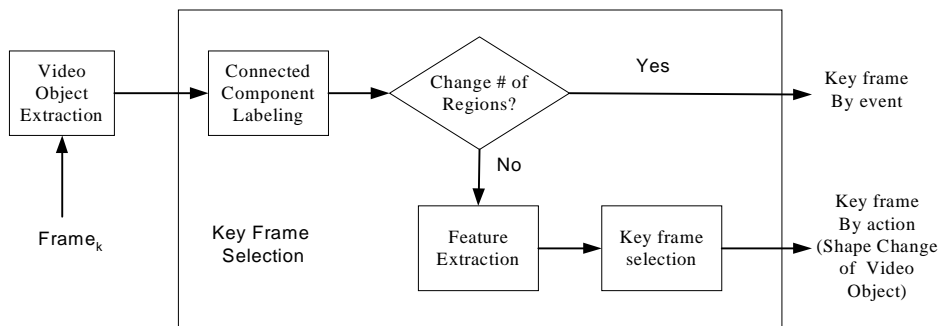 Video
Object
Extraction
Connected
Component
Labeling
Change # of
Regions?
Yes
Key frame
By event
No
Framek
Key Frame
Selection
Feature
Extraction
Key frame
selection
Key frame
By action
(Shape Change
of Video
Object)